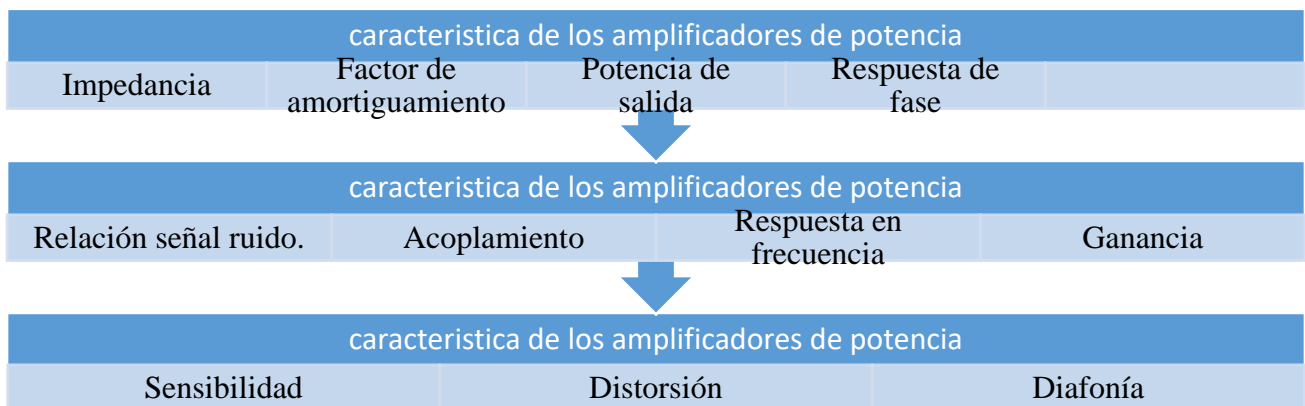 caracteristica de los amplificadores de potencia
Impedancia
Factor de
amortiguamiento
Potencia de
salida
Respuesta de
fase
caracteristica de los amplificadores de potencia
Relación señal ruido.
Acoplamiento
Respuesta en
frecuencia
Ganancia
caracteristica de los amplificadores de potencia
Sensibilidad
Distorsión
Diafonía